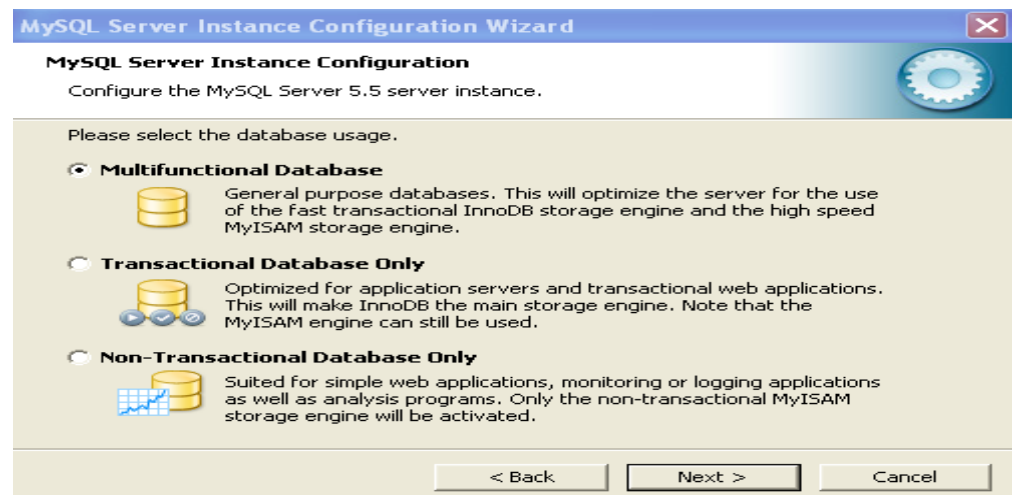 MySQL Server Instance Configuration Wizard
MySQL Server Instance Configuration
Configure the MySQL Server 5.5 server instance.
Please select the database usage.
Multifunctional Database
General purpose databases. This will optimize the server for the use
of the fast transactional InnoDB storage engine and the high speed
MyISAM storage engine.
Transactional Database Only
Optimized for application servers and transactional web applications.
This will make InnoDB the main storage engine. Note that the
MyISAM engine can still be used.
Non-Transactional Database Only
Suited for simple web applications, monitoring or logging applications
as well as analysis programs. Only the non-transactional MyISAM
storage engine will be activated.
< Back Next > Cancel